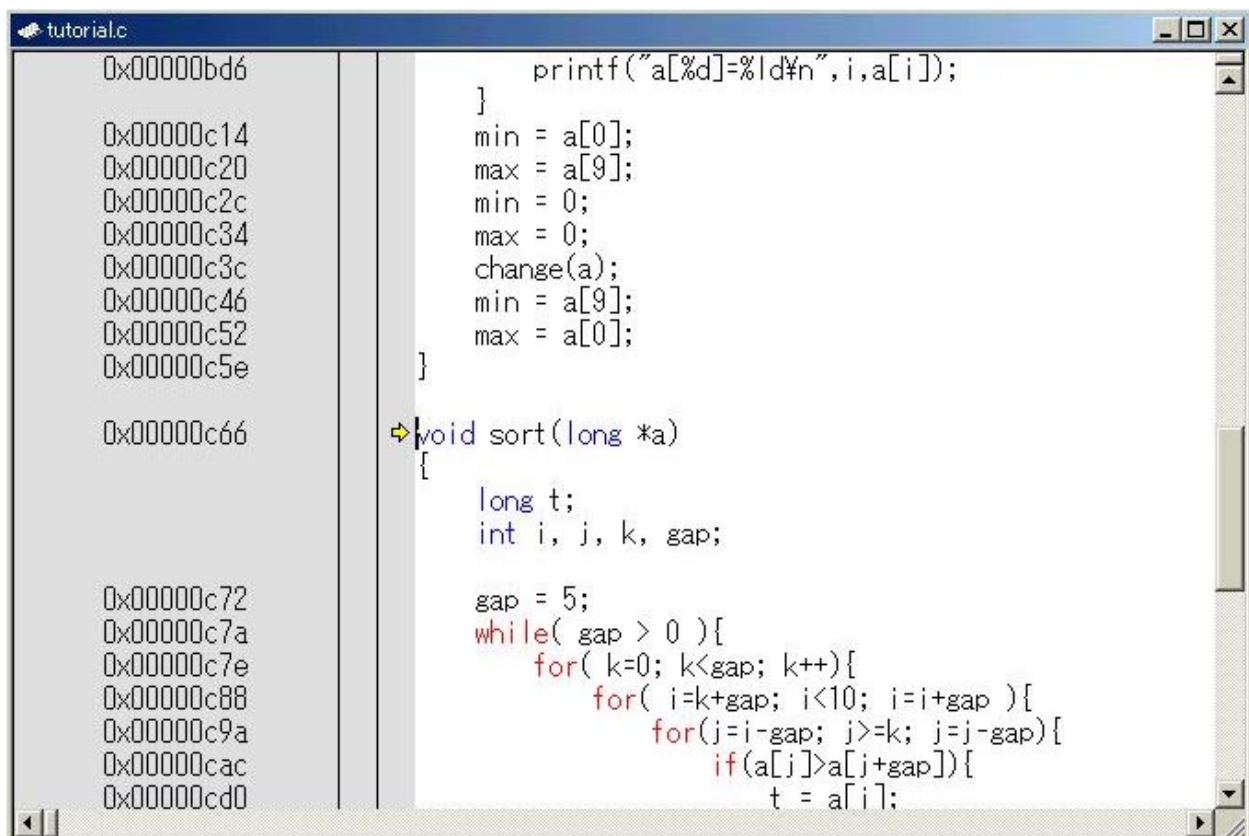 tutorial.c
0x00000bd6 printf("a[%d]=%ld¥n",i,a[i]);
}
0x00000c14 min = a[0];
0x00000c20 max = a[9];
0x00000c2c min = 0;
0x00000c34 max = 0;
0x00000c3c change(a);
0x00000c46 min = a[9];
0x00000c52 max = a[0];
0x00000c5e }
0x00000c66 void sort(long *a)
{
long t;
int i, j, k, gap;
0x00000c72 gap = 5;
0x00000c7a while( gap > 0 ){
0x00000c7e for( k=0; k<gap; k++){
0x00000c88 for( i=k+gap; i<10; i=i+gap ){
0x00000c9a for(j=i-gap; j>=k; j=j-gap){
0x00000cac if(a[j]>a[j+gap]){
0x00000cd0 t = a[j];